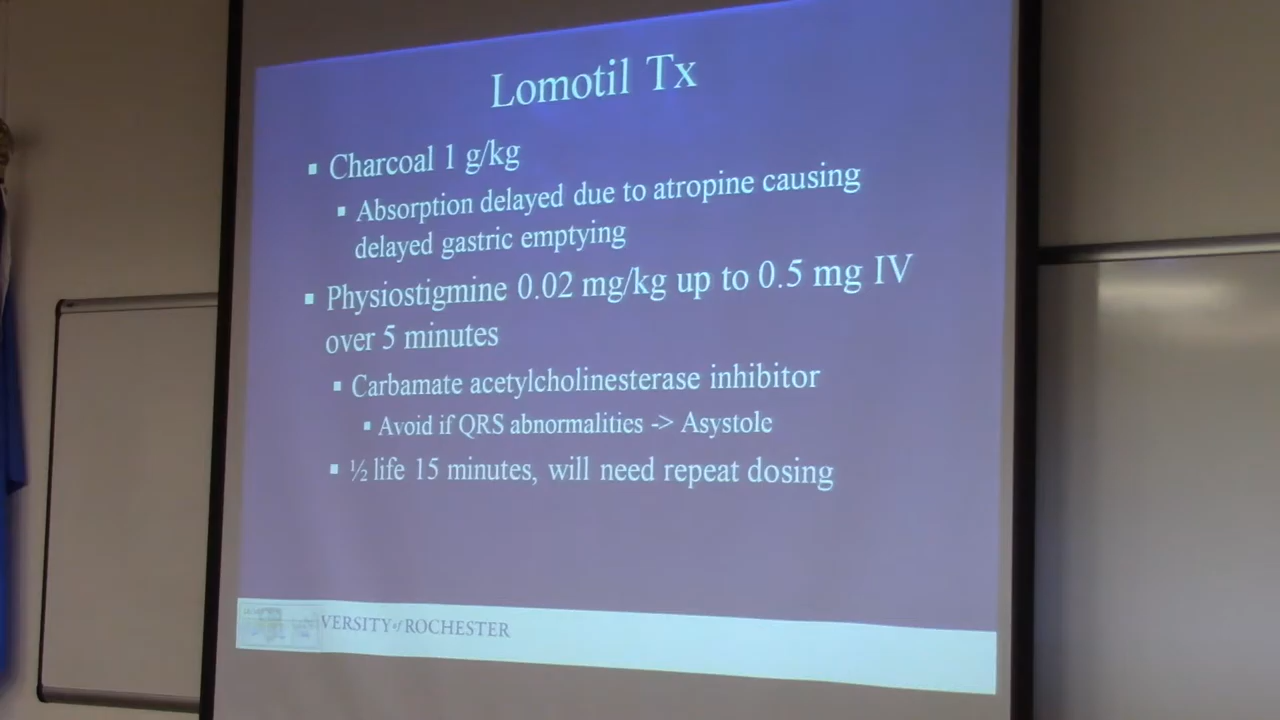 Lomotil Tx
▪ Charcoal 1 g/kg
▪ Absorption delayed due to atropine causing
delayed gastric emptying
▪ Physiostigmine 0.02 mg/kg up to 0.5 mg IV
over 5 minutes
▪ Carbamate acetylcholinesterase inhibitor
▪ Avoid if QRS abnormalities -> Asystole
▪ ½ life 15 minutes, will need repeat dosing
VERSITY of ROCHESTER